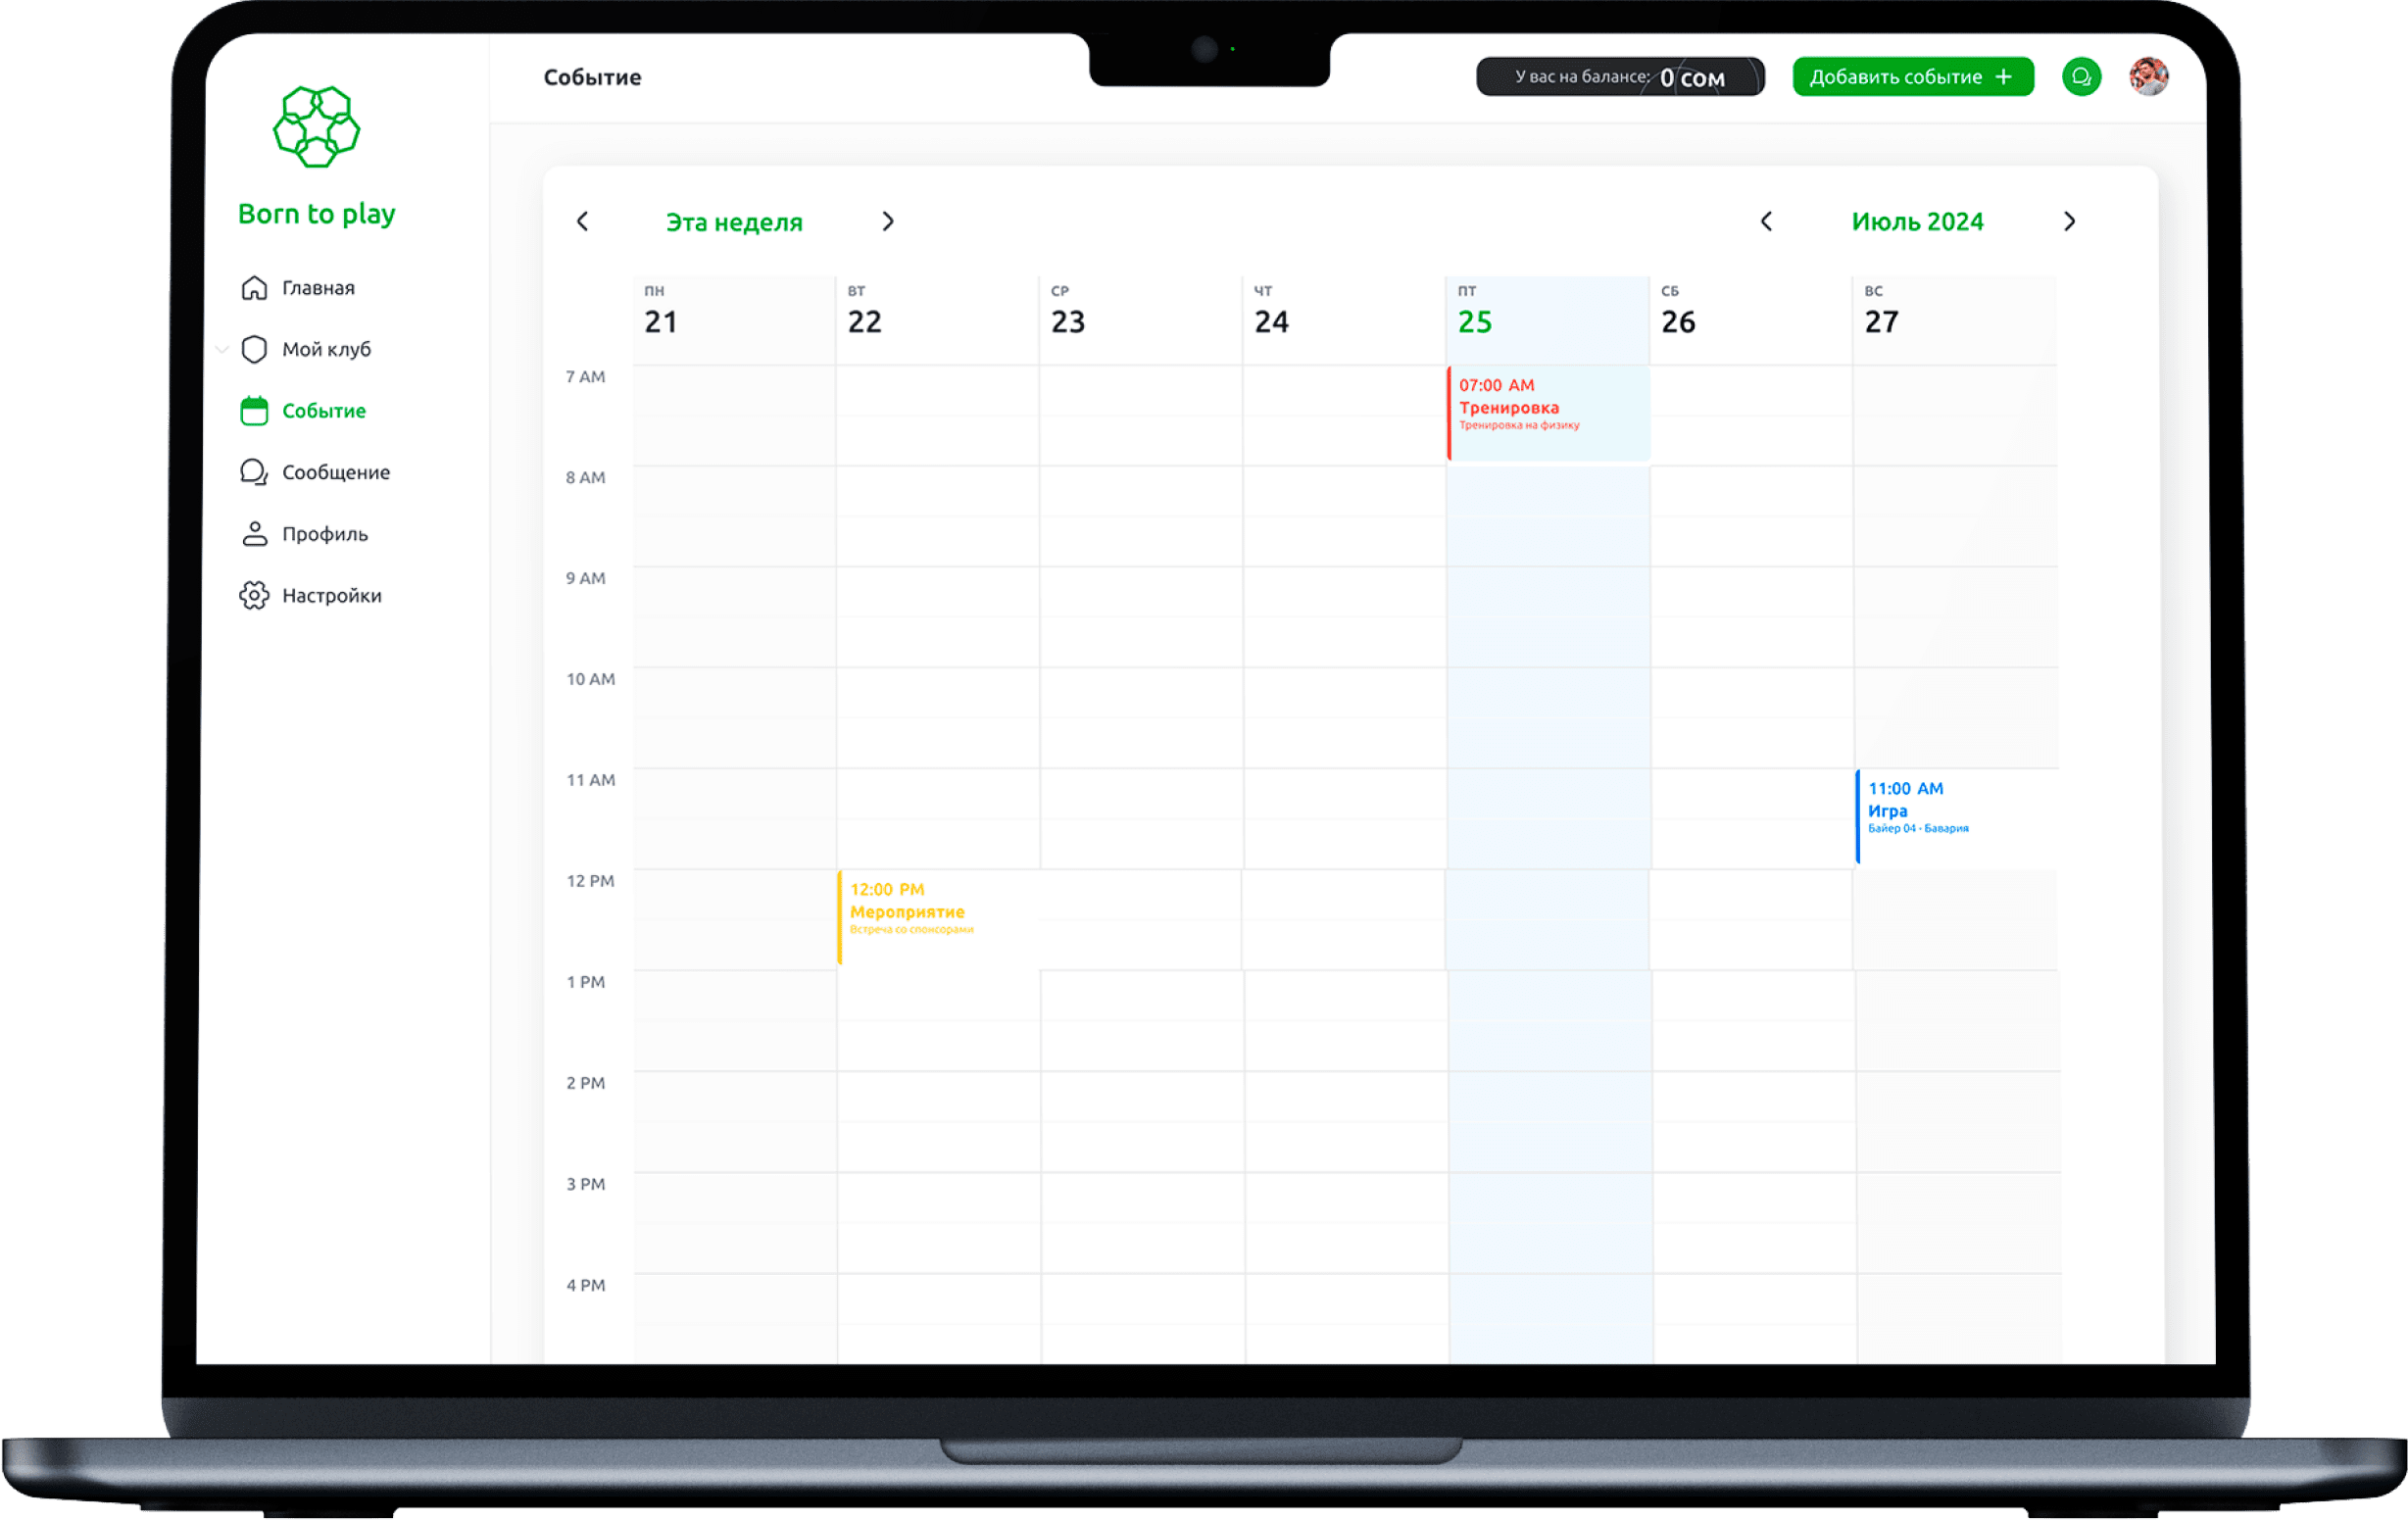 Событие
У вас на балансе: 0 сом
Добавить событие +
Born to play
Главная
Мой клуб
Событие
Сообщение
Профиль
Настройки
Эта неделя
Июль 2024
ПН ВТ СР ЧТ ПТ СБ ВС
21 22 23 24 25 26 27
7 AM
07:00 AM
Тренировка
Тренировка на физику
8 AM
9 AM
10 AM
11 AM
11:00 AM
Игра
Байер 04 - Бавария
12 PM
12:00 PM
Мероприятие
Встреча со спонсорами
1 PM
2 PM
3 PM
4 PM